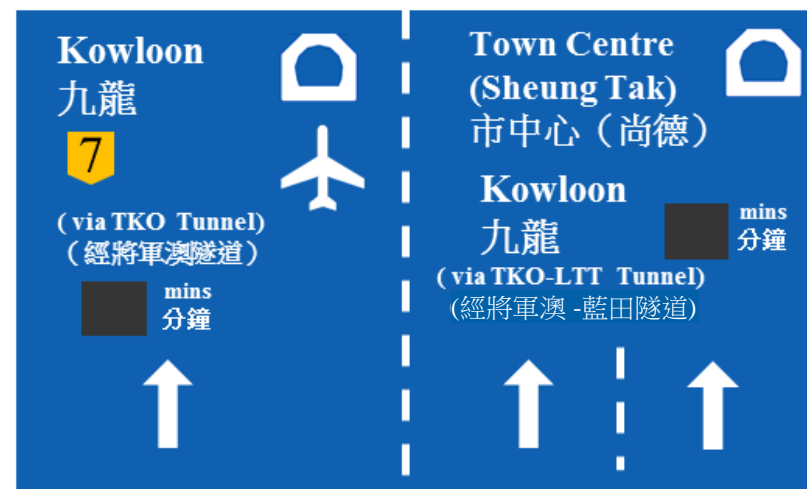 Kowloon
九龍
7
( via TKO Tunnel)
（經將軍澳隧道）
mins
分鐘
Town Centre
(Sheung Tak)
市中心（尚德）
Kowloon
九龍
mins
分鐘
( via TKO-LTT Tunnel)
(經將軍澳 -藍田隧道)